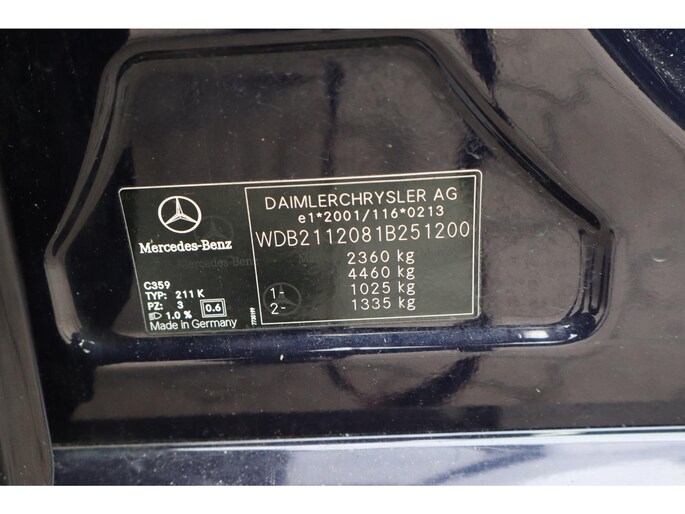 Mercedes-Benz
C359
TYP: 211 K
PZ: 3 0.6
1.0 %
Made in Germany
DAIMLERCHRYSLER AG
e1*2001/116*0213
WDB2112081B251200
2360 kg
4460 kg
1- 1025 kg
2- 1335 kg